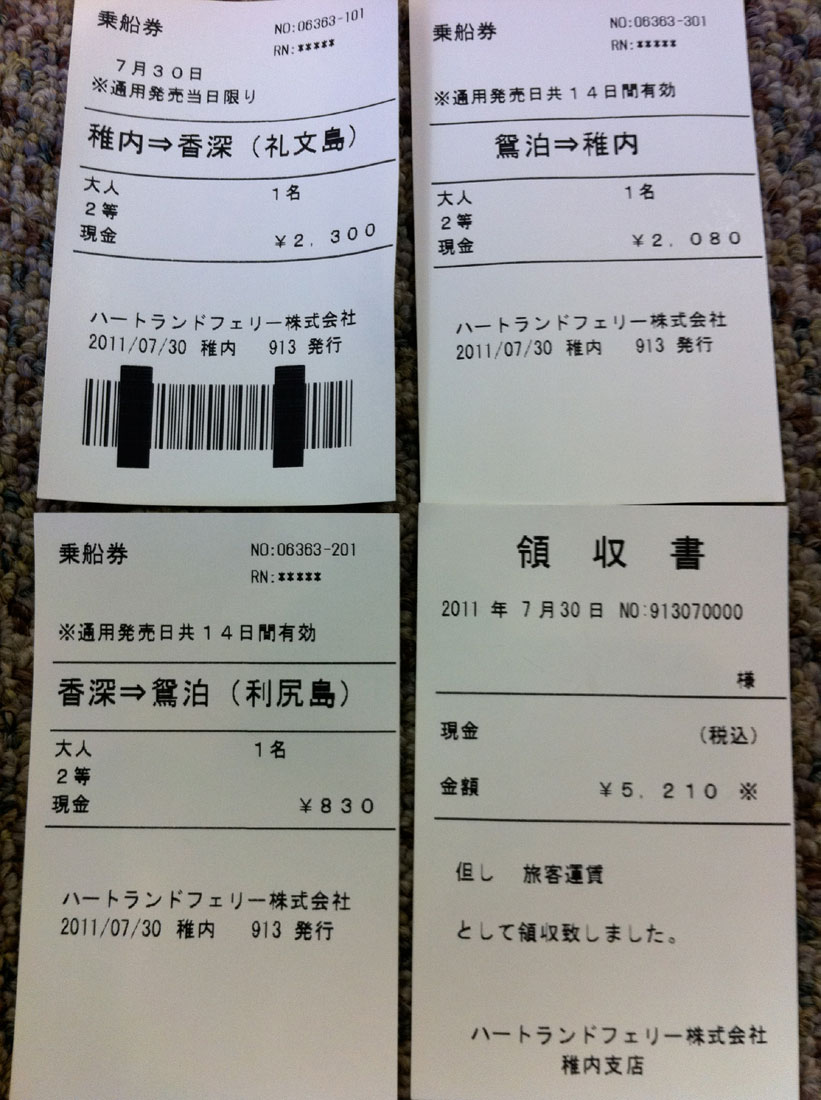 乗船券 NO:06363-101
RN:*****
7月30日
※通用発売当日限り
稚内⇒香深（礼文島）
大人 1名
2等
現金 ¥2,300
ハートランドフェリー株式会社
2011/07/30 稚内 913 発行
乗船券 NO:06363-301
RN:*****
※通用発売日共14日間有効
鴛泊⇒稚内
大人 1名
2等
現金 ¥2,080
ハートランドフェリー株式会社
2011/07/30 稚内 913 発行
乗船券 NO:06363-201
RN:*****
※通用発売日共14日間有効
香深⇒鴛泊（利尻島）
大人 1名
2等
現金 ¥830
ハートランドフェリー株式会社
2011/07/30 稚内 913 発行
領収書
2011 年 7月30日 NO:913070000
様
現金 (税込)
金額 ¥5,210 ※
但し 旅客運賃
として領収致しました。
ハートランドフェリー株式会社
稚内支店